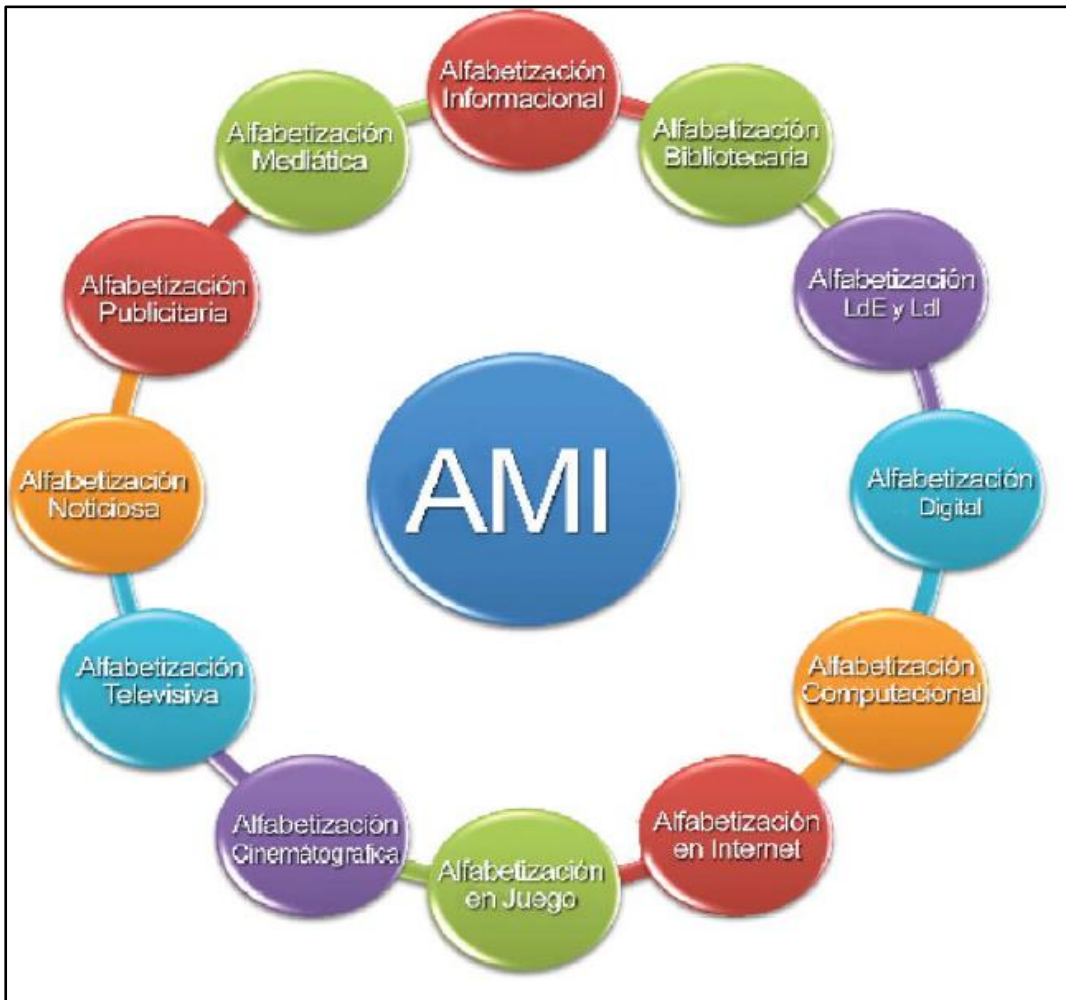 Alfabetización
Informacional
Alfabetización
Bibliotecaria
Alfabetización
LdE y LdI
Alfabetización
Digital
Alfabetización
Computacional
Alfabetización
en Internet
Alfabetización
en Juego
Alfabetización
Cinemátografica
Alfabetización
Televisiva
Alfabetización
Noticiosa
Alfabetización
Publicitaria
Alfabetización
Mediática
AMI